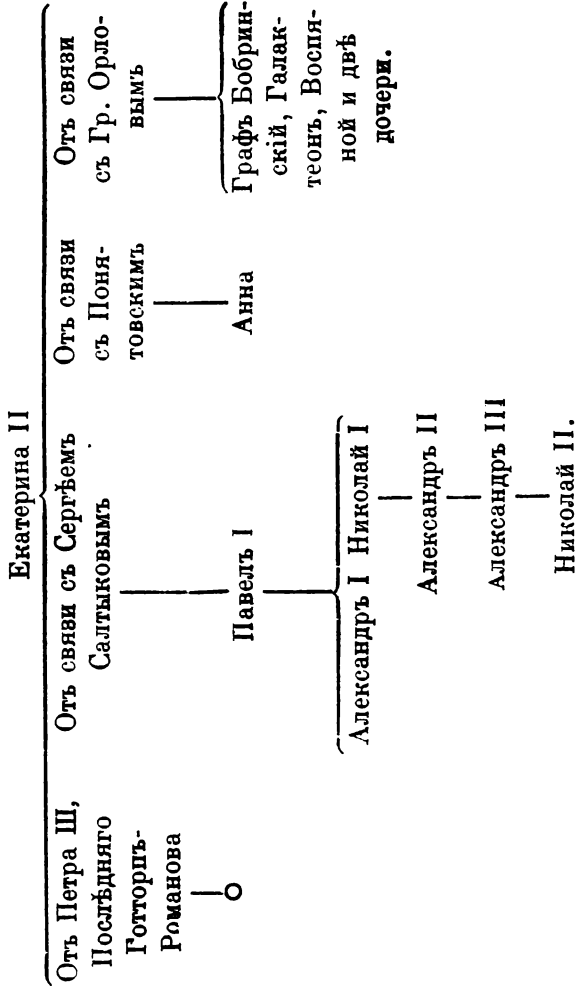 Екатерина II
Отъ Петра III,
Послѣдняго
Готторпъ-
Романова
О
Отъ связи съ Сергѣемъ
Салтыковымъ
Павелъ I
Александръ I Николай I
Александръ II
Александръ III
Николай II.
Отъ связи
съ Поня-
товскимъ
Анна
Отъ связи
съ Гр. Орло-
вымъ
Графъ Бобрин-
скій, Галак-
теонъ, Воспя-
ной и двѣ
дочери.